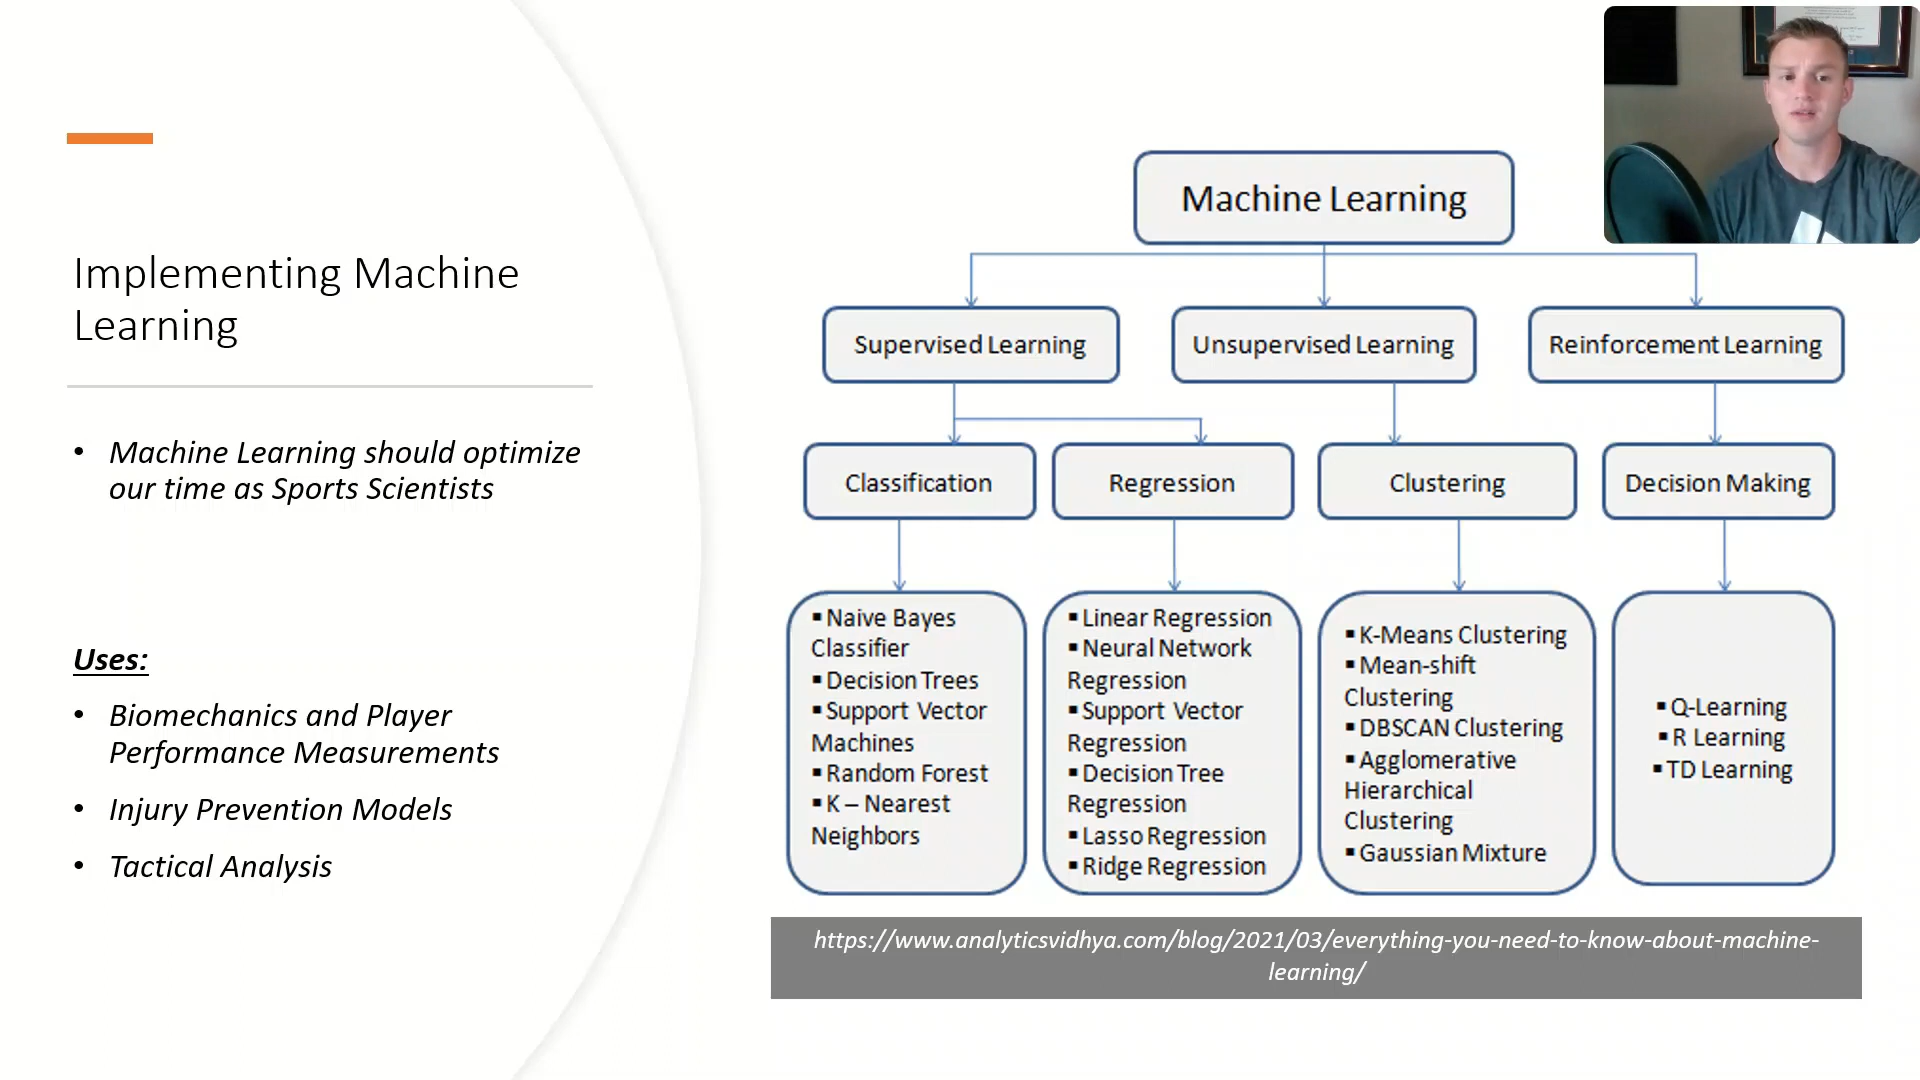 Implementing Machine
Learning
• Machine Learning should optimize
our time as Sports Scientists
Uses:
• Biomechanics and Player
Performance Measurements
• Injury Prevention Models
• Tactical Analysis
Machine Learning
Supervised Learning
Unsupervised Learning
Reinforcement Learning
Classification
Regression
Clustering
Decision Making
▪ Naive Bayes
Classifier
▪ Decision Trees
▪ Support Vector
Machines
▪ Random Forest
▪ K – Nearest
Neighbors
▪ Linear Regression
▪ Neural Network
Regression
▪ Support Vector
Regression
▪ Decision Tree
Regression
▪ Lasso Regression
▪ Ridge Regression
▪ K-Means Clustering
▪ Mean-shift
Clustering
▪ DBSCAN Clustering
▪ Agglomerative
Hierarchical
Clustering
▪ Gaussian Mixture
▪ Q-Learning
▪ R Learning
▪ TD Learning
https://www.analyticsvidhya.com/blog/2021/03/everything-you-need-to-know-about-machine-
learning/